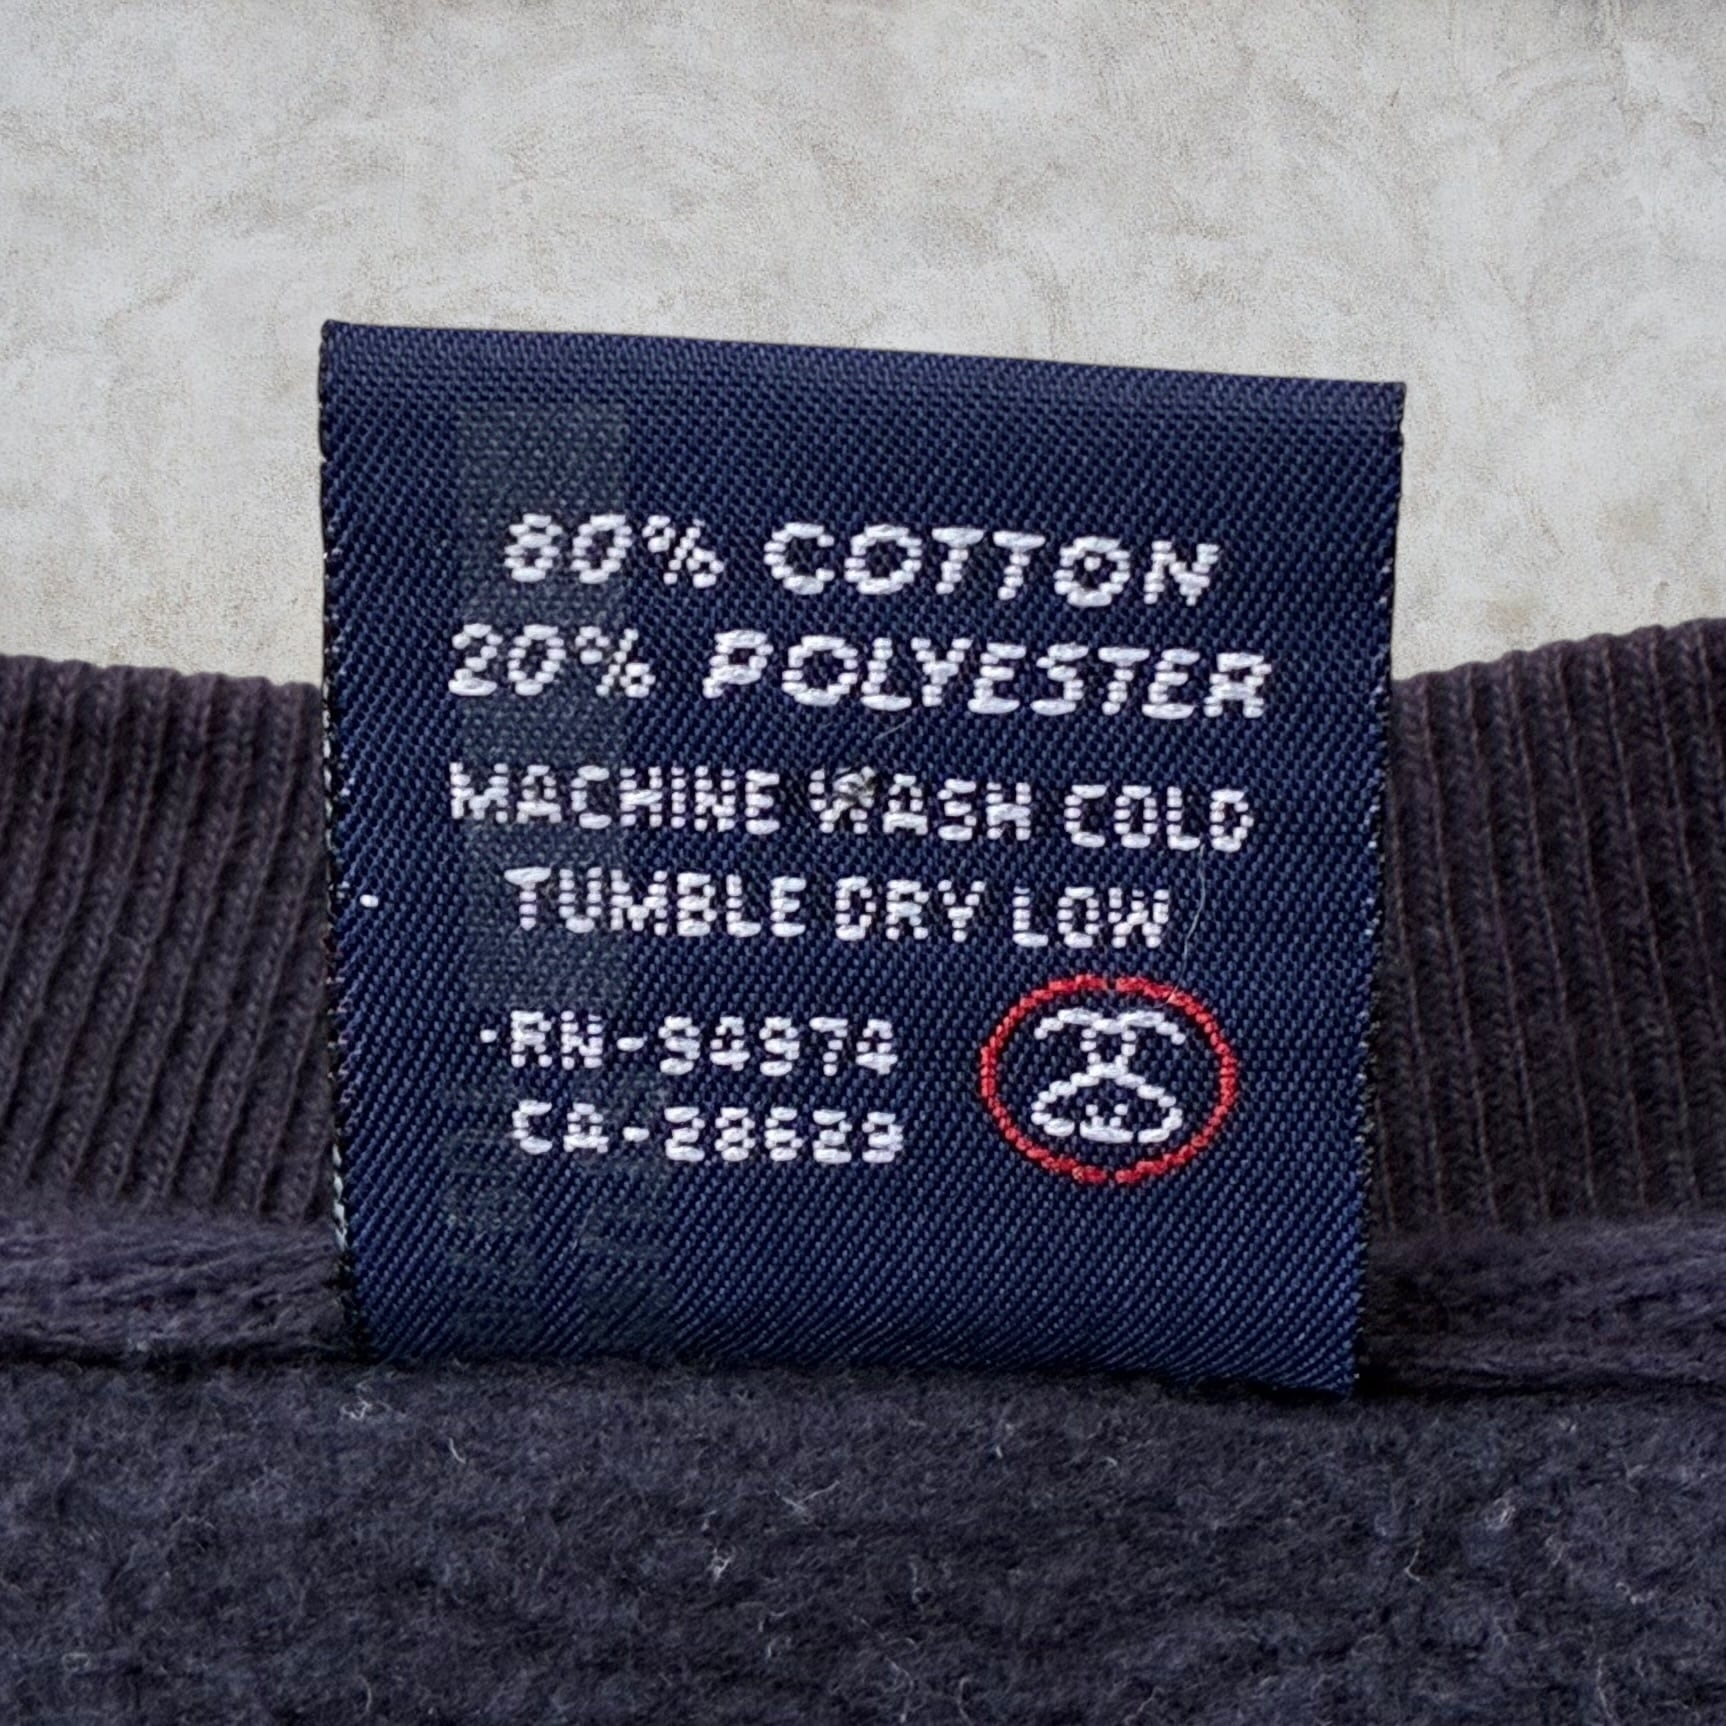 80% COTTON
20% POLYESTER
MACHINE WASH COLD
TUMBLE DRY LOW
RN-94974
CA-28629